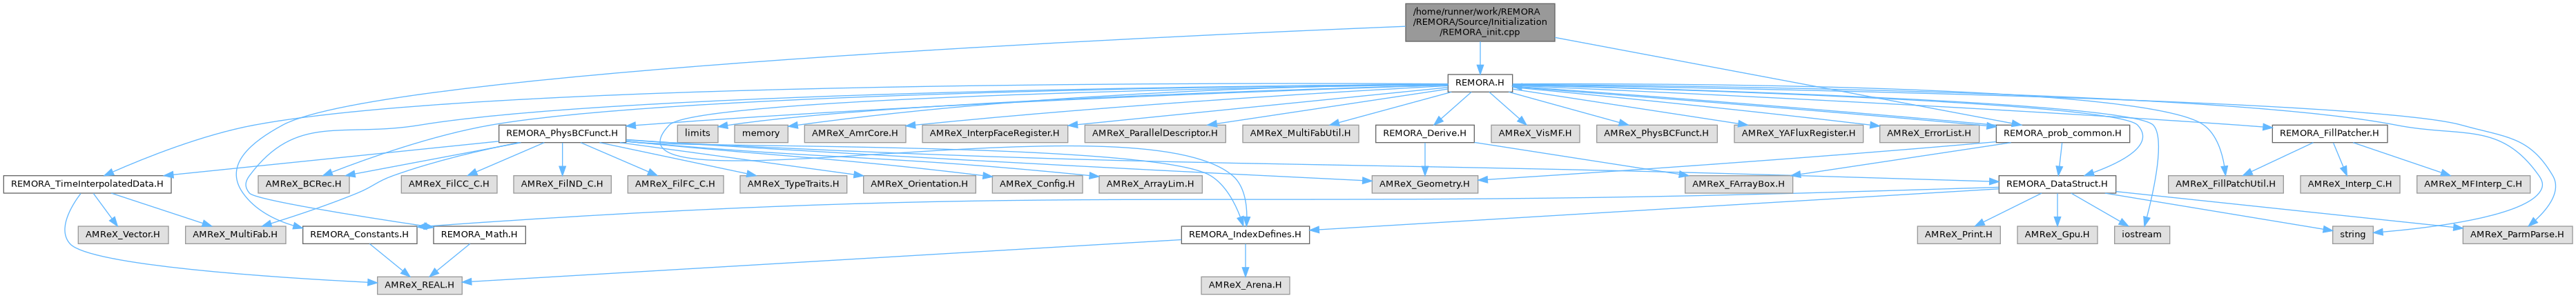 /home/runner/work/REMORA
/REMORA/Source/Initialization
/REMORA_init.cpp
REMORA.H
REMORA_PhysBCFunct.H
limits
memory
AMReX_AmrCore.H
AMReX_InterpFaceRegister.H
AMReX_ParallelDescriptor.H
AMReX_MultiFabUtil.H
REMORA_Derive.H
AMReX_VisMF.H
AMReX_PhysBCFunct.H
AMReX_YAFluxRegister.H
AMReX_ErrorList.H
REMORA_prob_common.H
REMORA_FillPatcher.H
REMORA_TimeInterpolatedData.H
AMReX_BCRec.H
AMReX_FilCC_C.H
AMReX_FilND_C.H
AMReX_FilFC_C.H
AMReX_TypeTraits.H
AMReX_Orientation.H
AMReX_Config.H
AMReX_ArrayLim.H
AMReX_Geometry.H
AMReX_FArrayBox.H
REMORA_DataStruct.H
AMReX_FillPatchUtil.H
AMReX_Interp_C.H
AMReX_MFInterp_C.H
AMReX_Vector.H
AMReX_MultiFab.H
REMORA_Constants.H
REMORA_Math.H
REMORA_IndexDefines.H
AMReX_Print.H
AMReX_Gpu.H
iostream
string
AMReX_ParmParse.H
AMReX_REAL.H
AMReX_Arena.H